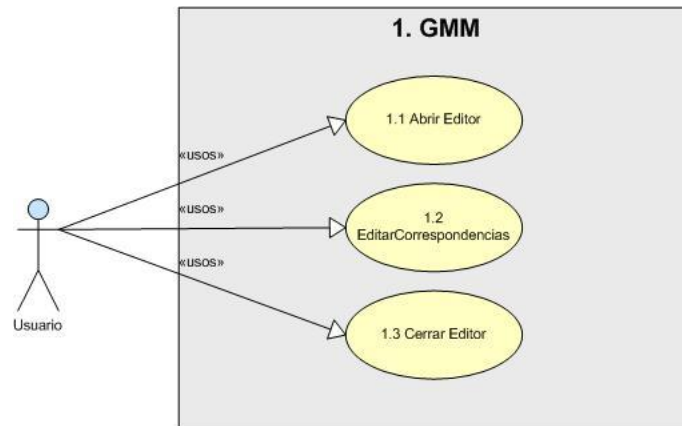 1. GMM
1.1 Abrir Editor
«usos»
«usos»
1.2
EditarCorrespondencias
«usos»
Usuario
1.3 Cerrar Editor